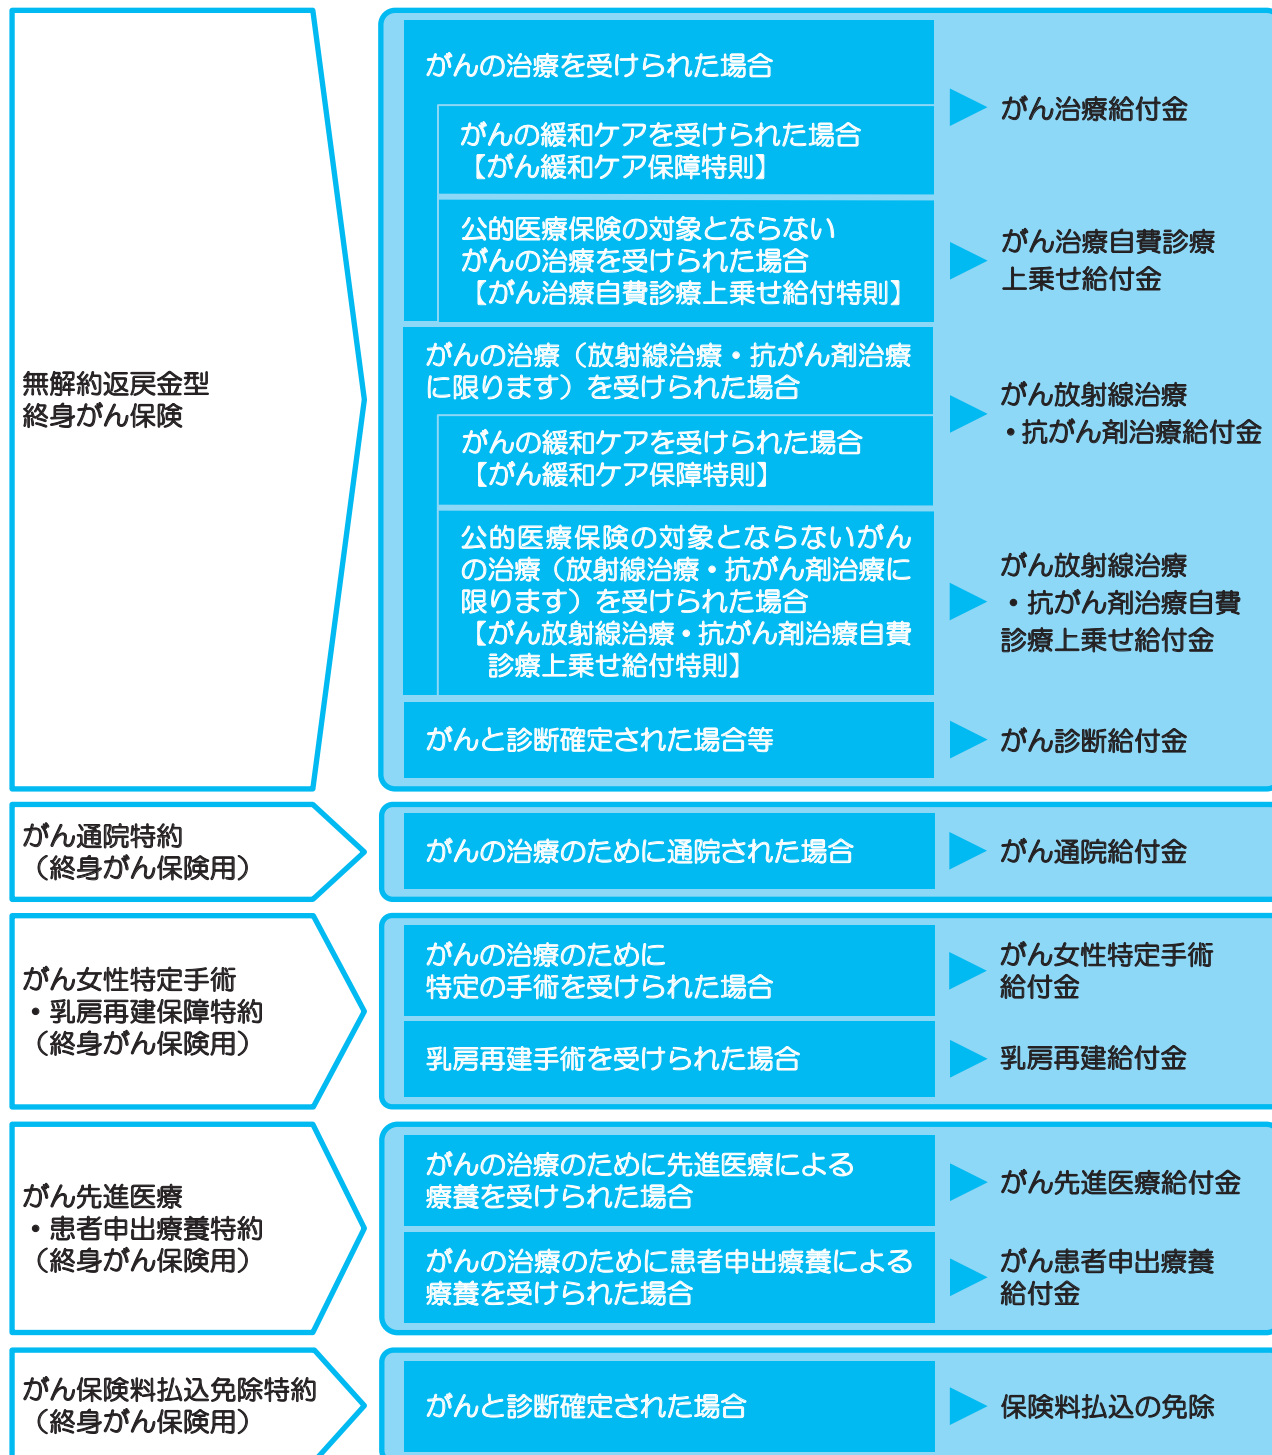 無解約返戻金型
終身がん保険
がんの治療を受けられた場合
がんの緩和ケアを受けられた場合
【がん緩和ケア保障特則】
がん治療給付金
公的医療保険の対象とならない
がんの治療を受けられた場合
【がん治療自費診療上乗せ給付特則】
がん治療自費診療
上乗せ給付金
がんの治療（放射線治療・抗がん剤治療
に限ります）を受けられた場合
がんの緩和ケアを受けられた場合
【がん緩和ケア保障特則】
がん放射線治療
・抗がん剤治療給付金
公的医療保険の対象とならないがん
の治療（放射線治療・抗がん剤治療に
限ります）を受けられた場合
【がん放射線治療・抗がん剤治療自費
診療上乗せ給付特則】
がん放射線治療
・抗がん剤治療自費
診療上乗せ給付金
がんと診断確定された場合等
がん診断給付金
がん通院特約
（終身がん保険用）
がんの治療のために通院された場合
がん通院給付金
がん女性特定手術
・乳房再建保障特約
（終身がん保険用）
がんの治療のために
特定の手術を受けられた場合
がん女性特定手術
給付金
乳房再建手術を受けられた場合
乳房再建給付金
がん先進医療
・患者申出療養特約
（終身がん保険用）
がんの治療のために先進医療による
療養を受けられた場合
がん先進医療給付金
がんの治療のために患者申出療養による
療養を受けられた場合
がん患者申出療養
給付金
がん保険料払込免除特約
（終身がん保険用）
がんと診断確定された場合
保険料払込の免除